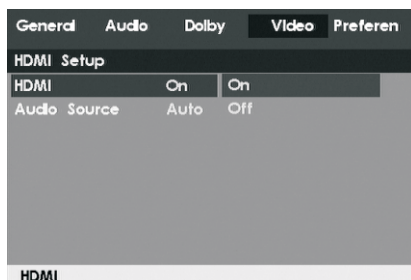 General Audio Dolby Video Preferen
HDMI Setup
HDMI On On
Audio Source Auto Off
HDMI